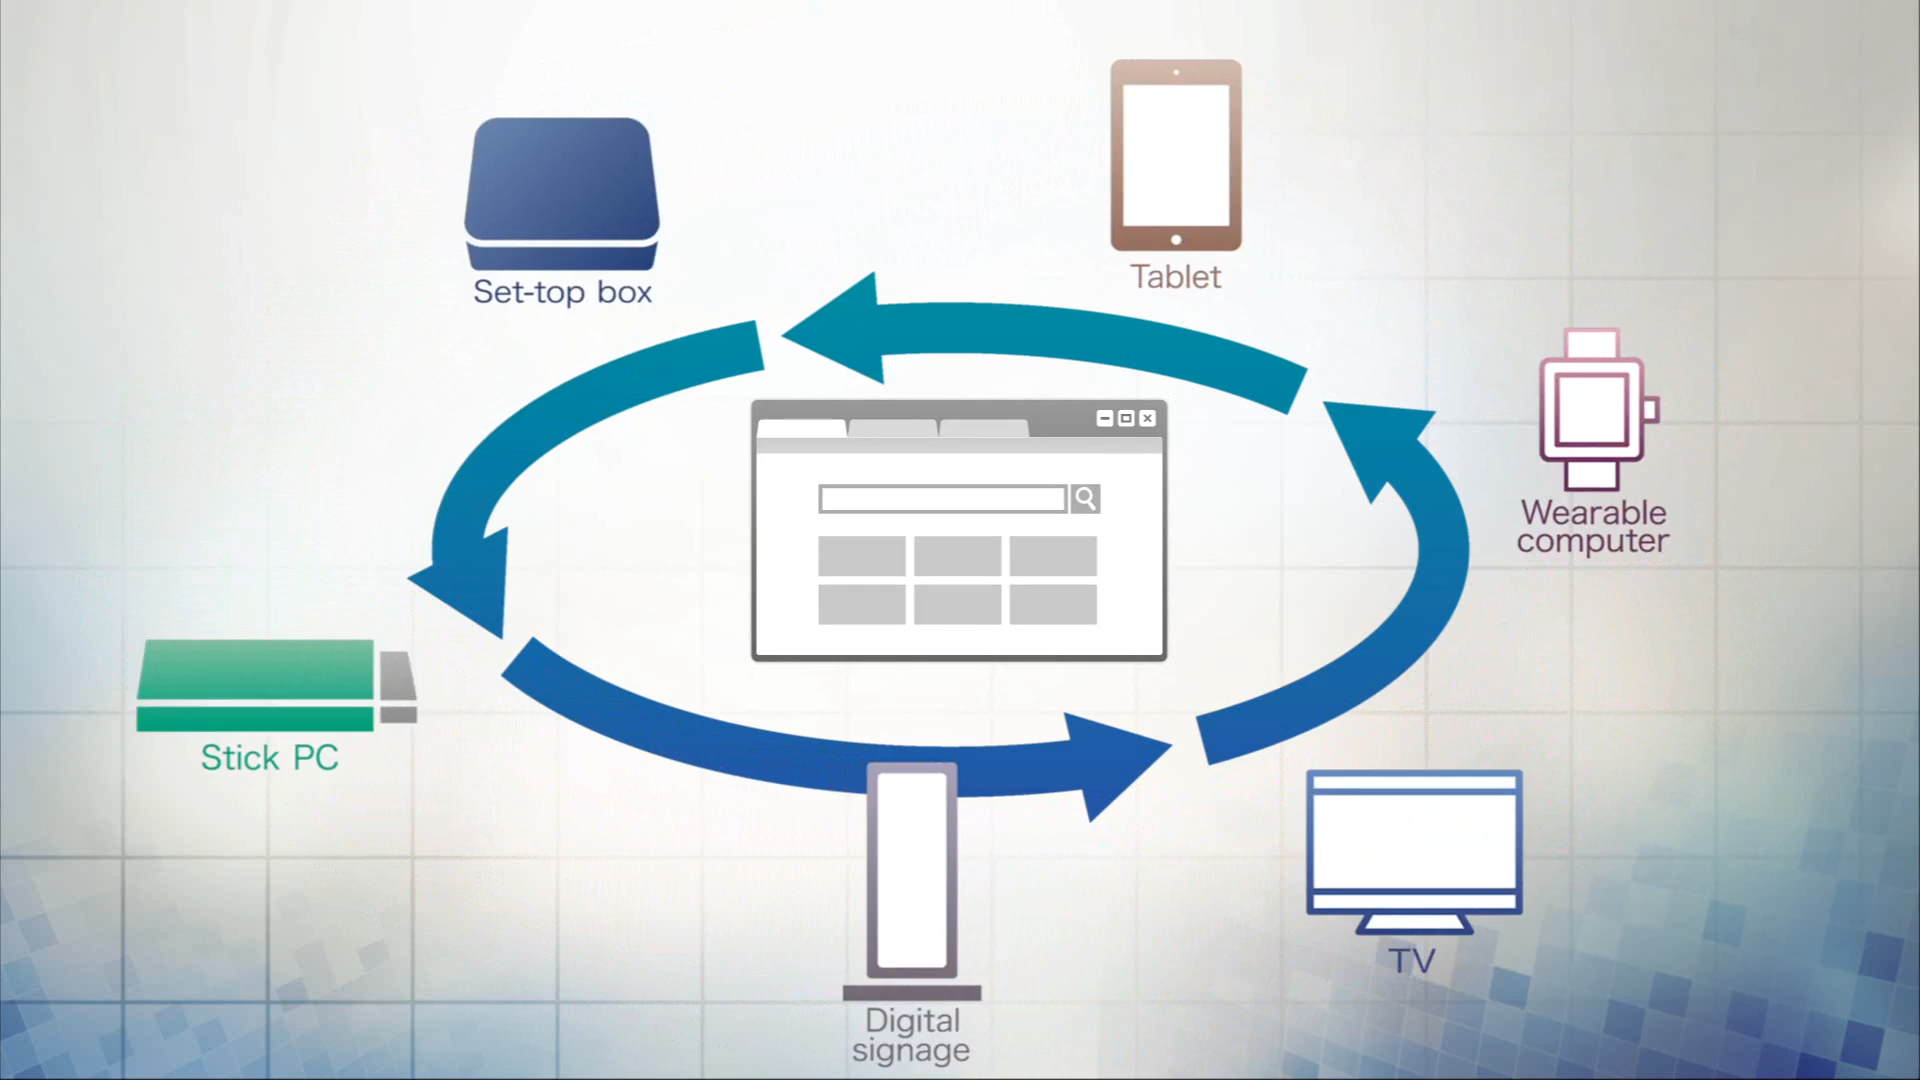 Tablet
Set-top box
Wearable
computer
Stick PC
TV
Digital
signage